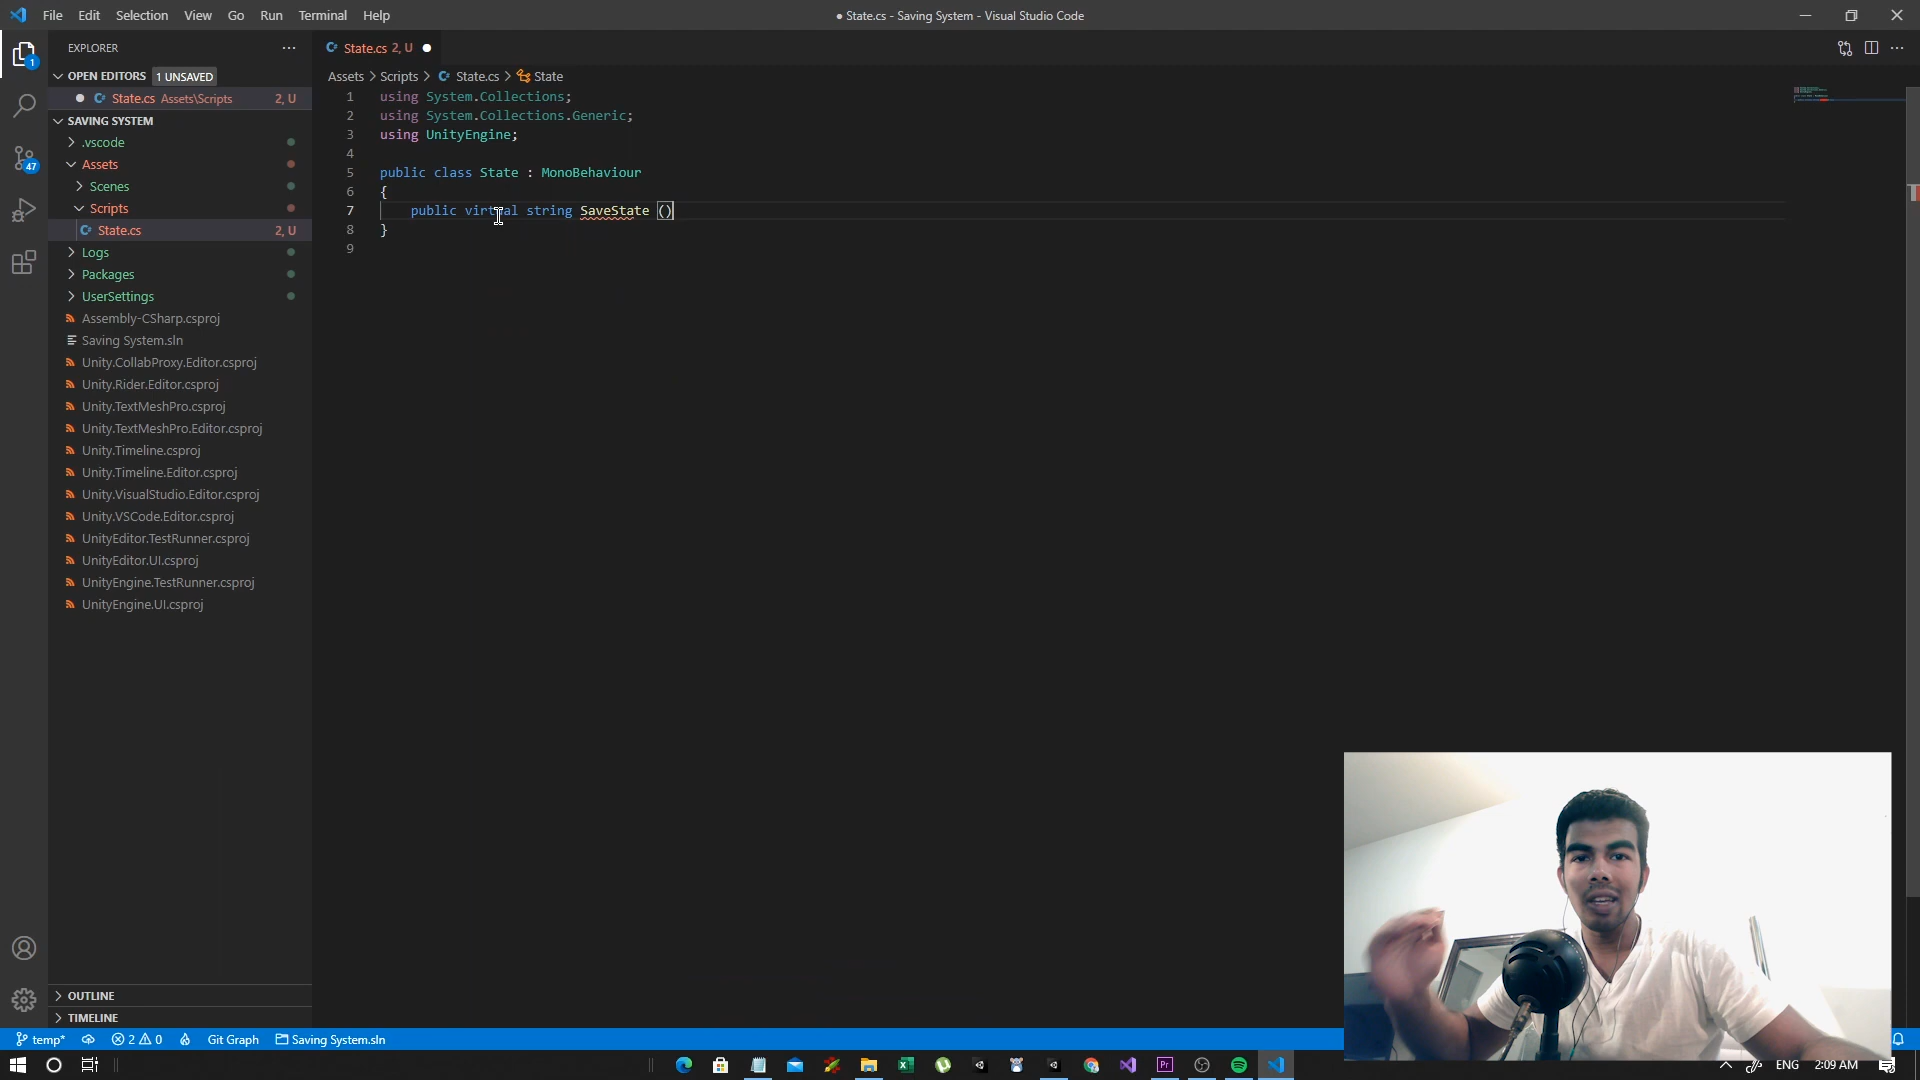 File Edit Selection View Go Run Terminal Help
● State.cs - Saving System - Visual Studio Code
EXPLORER
State.cs 2, U
OPEN EDITORS 1 UNSAVED
State.cs Assets\Scripts 2, U
SAVING SYSTEM
.vscode
Assets
Scenes
Scripts
State.cs 2, U
Logs
Packages
UserSettings
Assembly-CSharp.csproj
Saving System.sln
Unity.CollabProxy.Editor.csproj
Unity.Rider.Editor.csproj
Unity.TextMeshPro.csproj
Unity.TextMeshPro.Editor.csproj
Unity.Timeline.csproj
Unity.Timeline.Editor.csproj
Unity.VisualStudio.Editor.csproj
Unity.VSCode.Editor.csproj
UnityEditor.TestRunner.csproj
UnityEditor.UI.csproj
UnityEngine.TestRunner.csproj
UnityEngine.UI.csproj
OUTLINE
TIMELINE
1
47
Assets > Scripts > State.cs > State
1 using System.Collections;
2 using System.Collections.Generic;
3 using UnityEngine;
4
5 public class State : MonoBehaviour
6 {
7 public virtual string SaveState ()
8 }
9
temp* 2 0 Git Graph Saving System.sln
Pr
ENG 2:09 AM